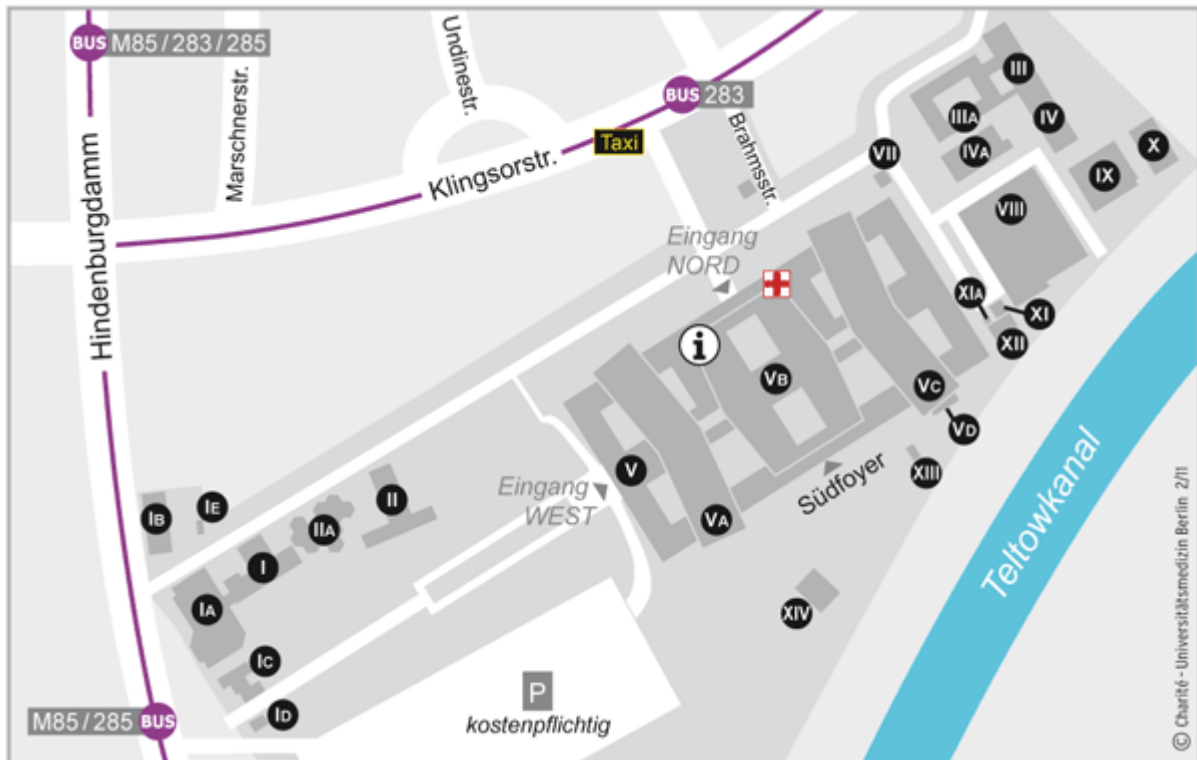 BUS M85 / 283 / 285
Marschnerstr.
Undinestr.
BUS 283
Taxi
Klingsorstr.
Brahmsstr.
Hindenburgdamm
III
IIIA
IV
IVA
VII
X
IX
VIII
Eingang
NORD
i
XIA
XI
XII
VB
VC
VD
XIII
Südfoyer
V
VA
Eingang
WEST
II
IIA
IE
IB
I
IA
IC
ID
XIV
Teltowkanal
P
kostenpflichtig
M85 / 285 BUS
© Charité - Universitätsmedizin Berlin 2/11